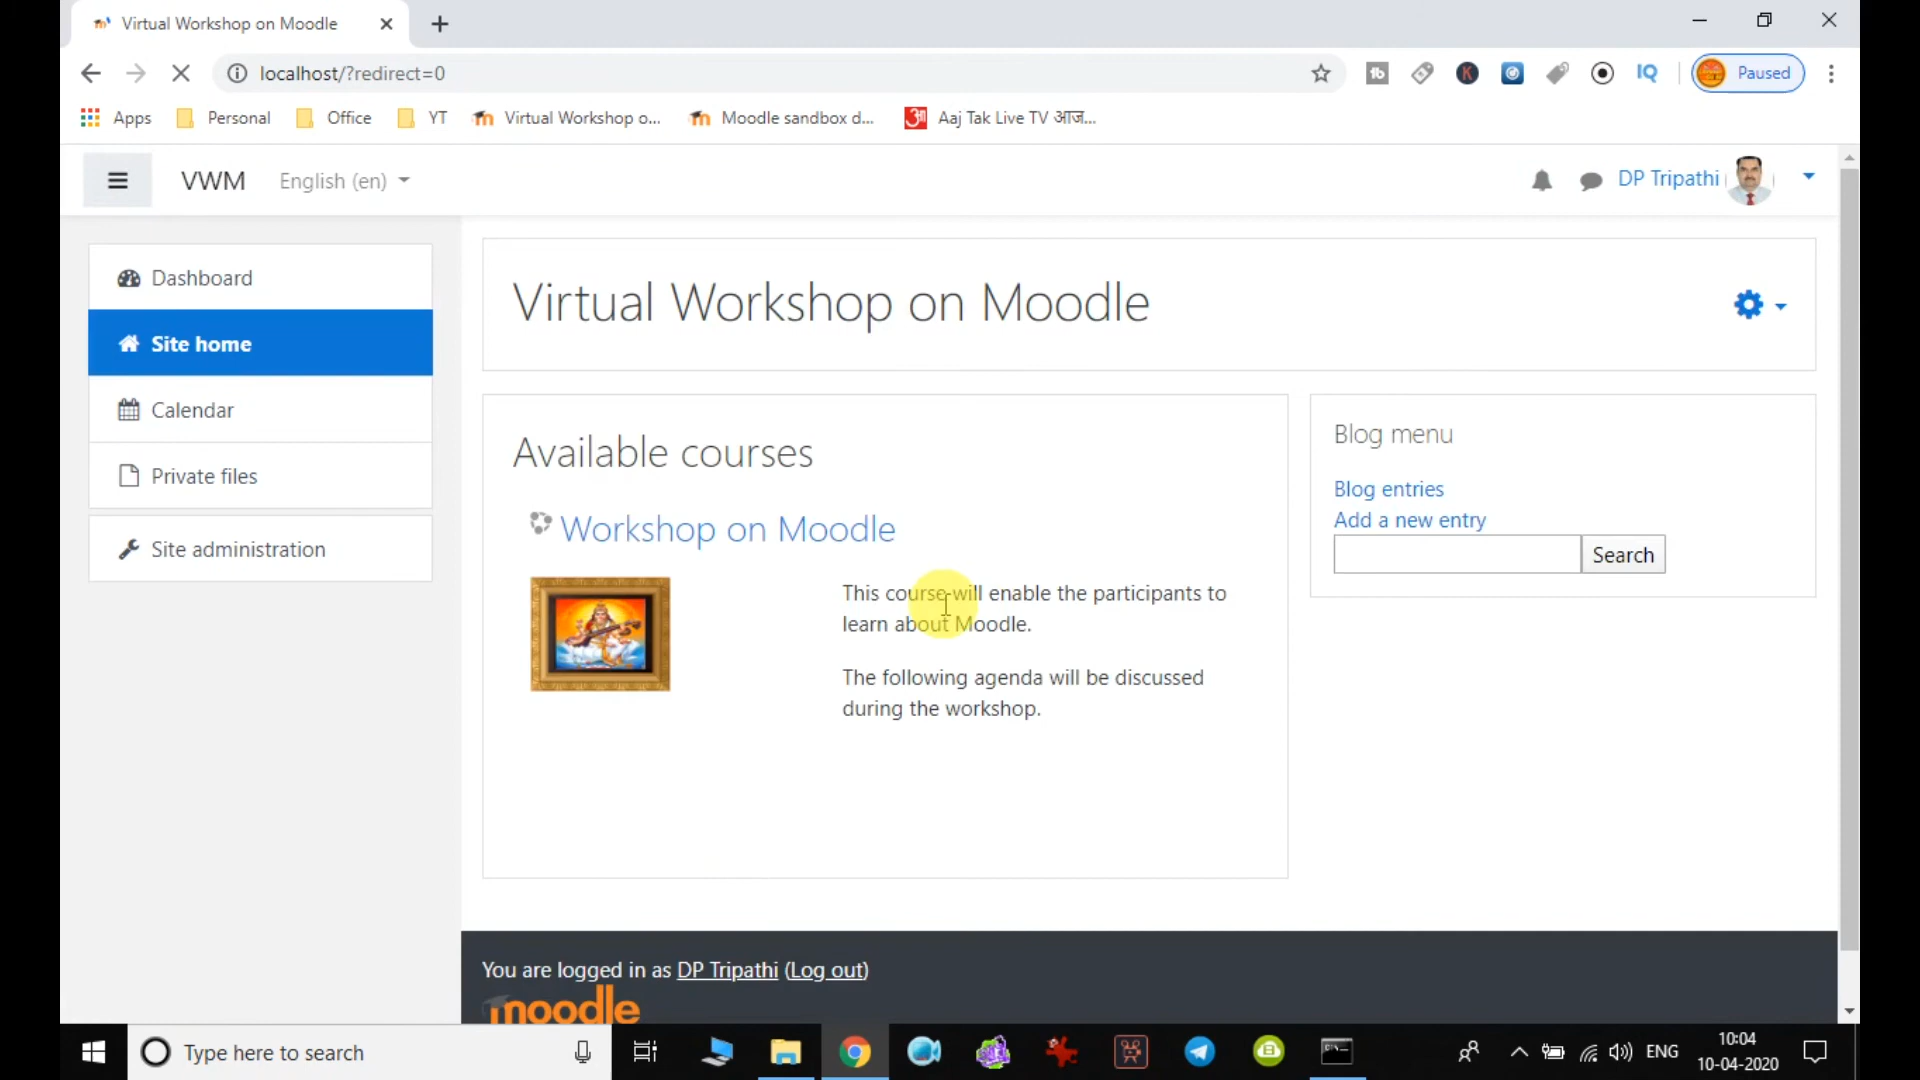 Virtual Workshop on Moodle
localhost/?redirect=0
Paused
Apps
Personal
Office
YT
Virtual Workshop o...
Moodle sandbox d...
Aaj Tak Live TV आज...
VWM
English (en)
DP Tripathi
Dashboard
Site home
Calendar
Private files
Site administration
Virtual Workshop on Moodle
Available courses
Workshop on Moodle
This course will enable the participants to
learn about Moodle.
The following agenda will be discussed
during the workshop.
Blog menu
Blog entries
Add a new entry
Search
You are logged in as DP Tripathi (Log out)
moodle
Type here to search
ENG
10:04
10-04-2020